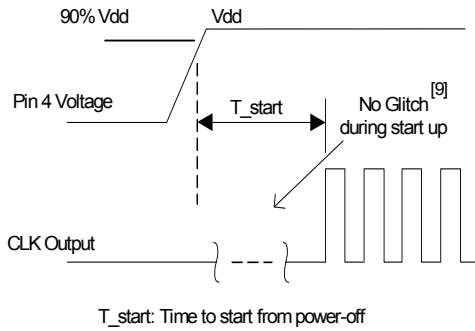 90% Vdd
Vdd
Pin 4 Voltage
T_start
No Glitch [9]
during start up
CLK Output
T_start: Time to start from power-off